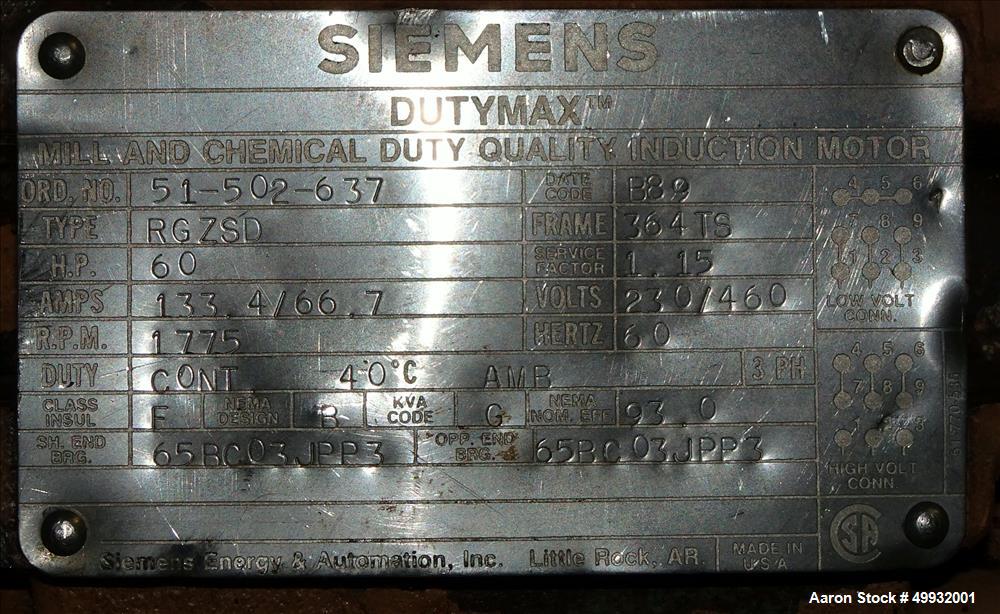 SIEMENS
DUTYMAX™
MILL AND CHEMICAL DUTY QUALITY INDUCTION MOTOR
ORD. NO. 51-502-637 DATE CODE B89
TYPE RGZSD FRAME 364TS
H.P. 60 SERVICE FACTOR 1.15
AMPS 133.4/66.7 VOLTS 230/460
R.P.M. 1775 HERTZ 60
DUTY CONT 40°C AMB 3 PH
CLASS INSUL F NEMA DESIGN B KVA CODE G NEMA NOM. EFF 93.0
SH. END BRG. 65BC03JPP3 OPP. END BRG. 65BC03JPP3
4 5 6
7 8 9
1 2 3
LOW VOLT
CONN.
4 5 6
7 8 9
1 2 3
HIGH VOLT
CONN
SA
Siemens Energy & Automation, Inc. Little Rock, AR. MADE IN U S A
Aaron Stock # 49932001